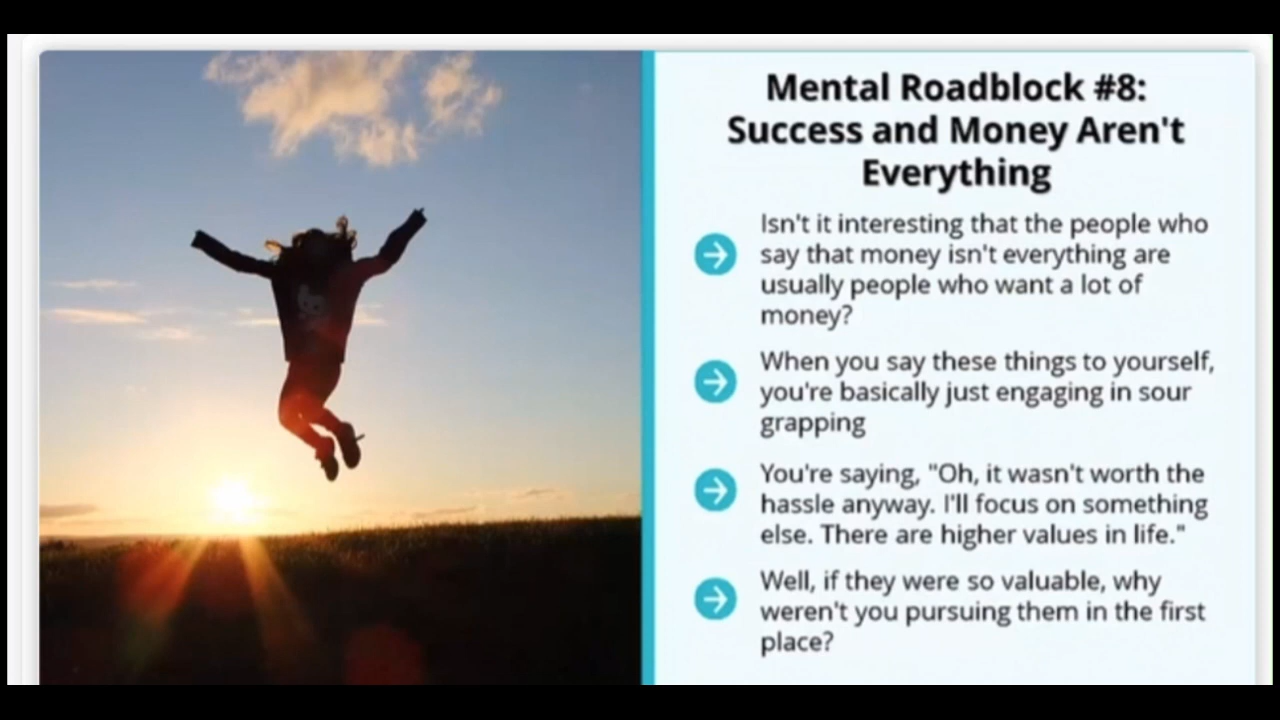 Mental Roadblock #8:
Success and Money Aren't
Everything
Isn't it interesting that the people who
say that money isn't everything are
usually people who want a lot of
money?
When you say these things to yourself,
you're basically just engaging in sour
grapping
You're saying, "Oh, it wasn't worth the
hassle anyway. I'll focus on something
else. There are higher values in life."
Well, if they were so valuable, why
weren't you pursuing them in the first
place?